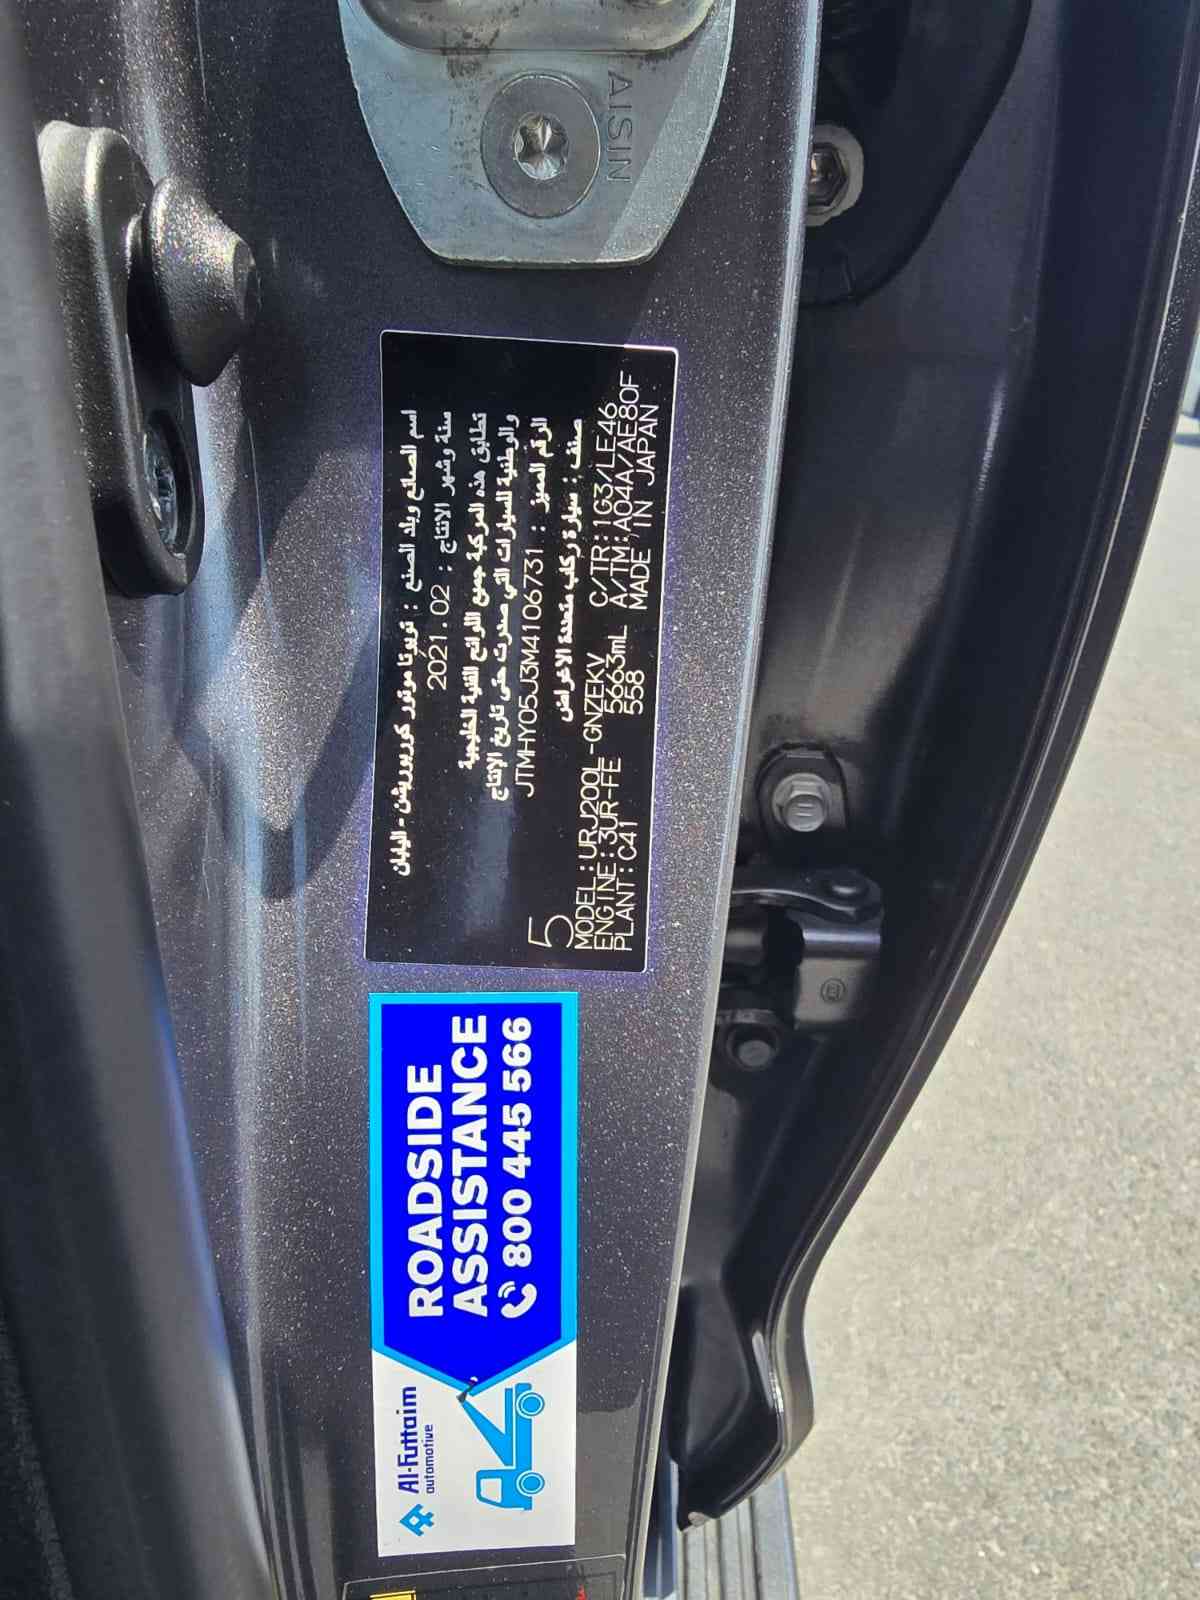 AISIN
اسم الصانع وبلد الصنع : تويوتا موتور كوربوريشن - اليابان
سنة وشهر الانتاج : 2021.02
تطابق هذه المركبة جميع اللوائح الفنية الخليجية
والوطنية للسيارات التي صدرت حتى تاريخ الإنتاج
الرقم المميز : JTMHY05J3M4106731
صنف : سيارة ركاب متعددة الاغراض
5
MODEL:URJ200L-GNZEKV C/TR:1G3/LE46
ENGINE:3UR-FE 5663mL A/TM:A04A/AE80F
PLANT:C41 558 MADE IN JAPAN
ROADSIDE
ASSISTANCE
800 445 566
Al-Futtaim
automotive